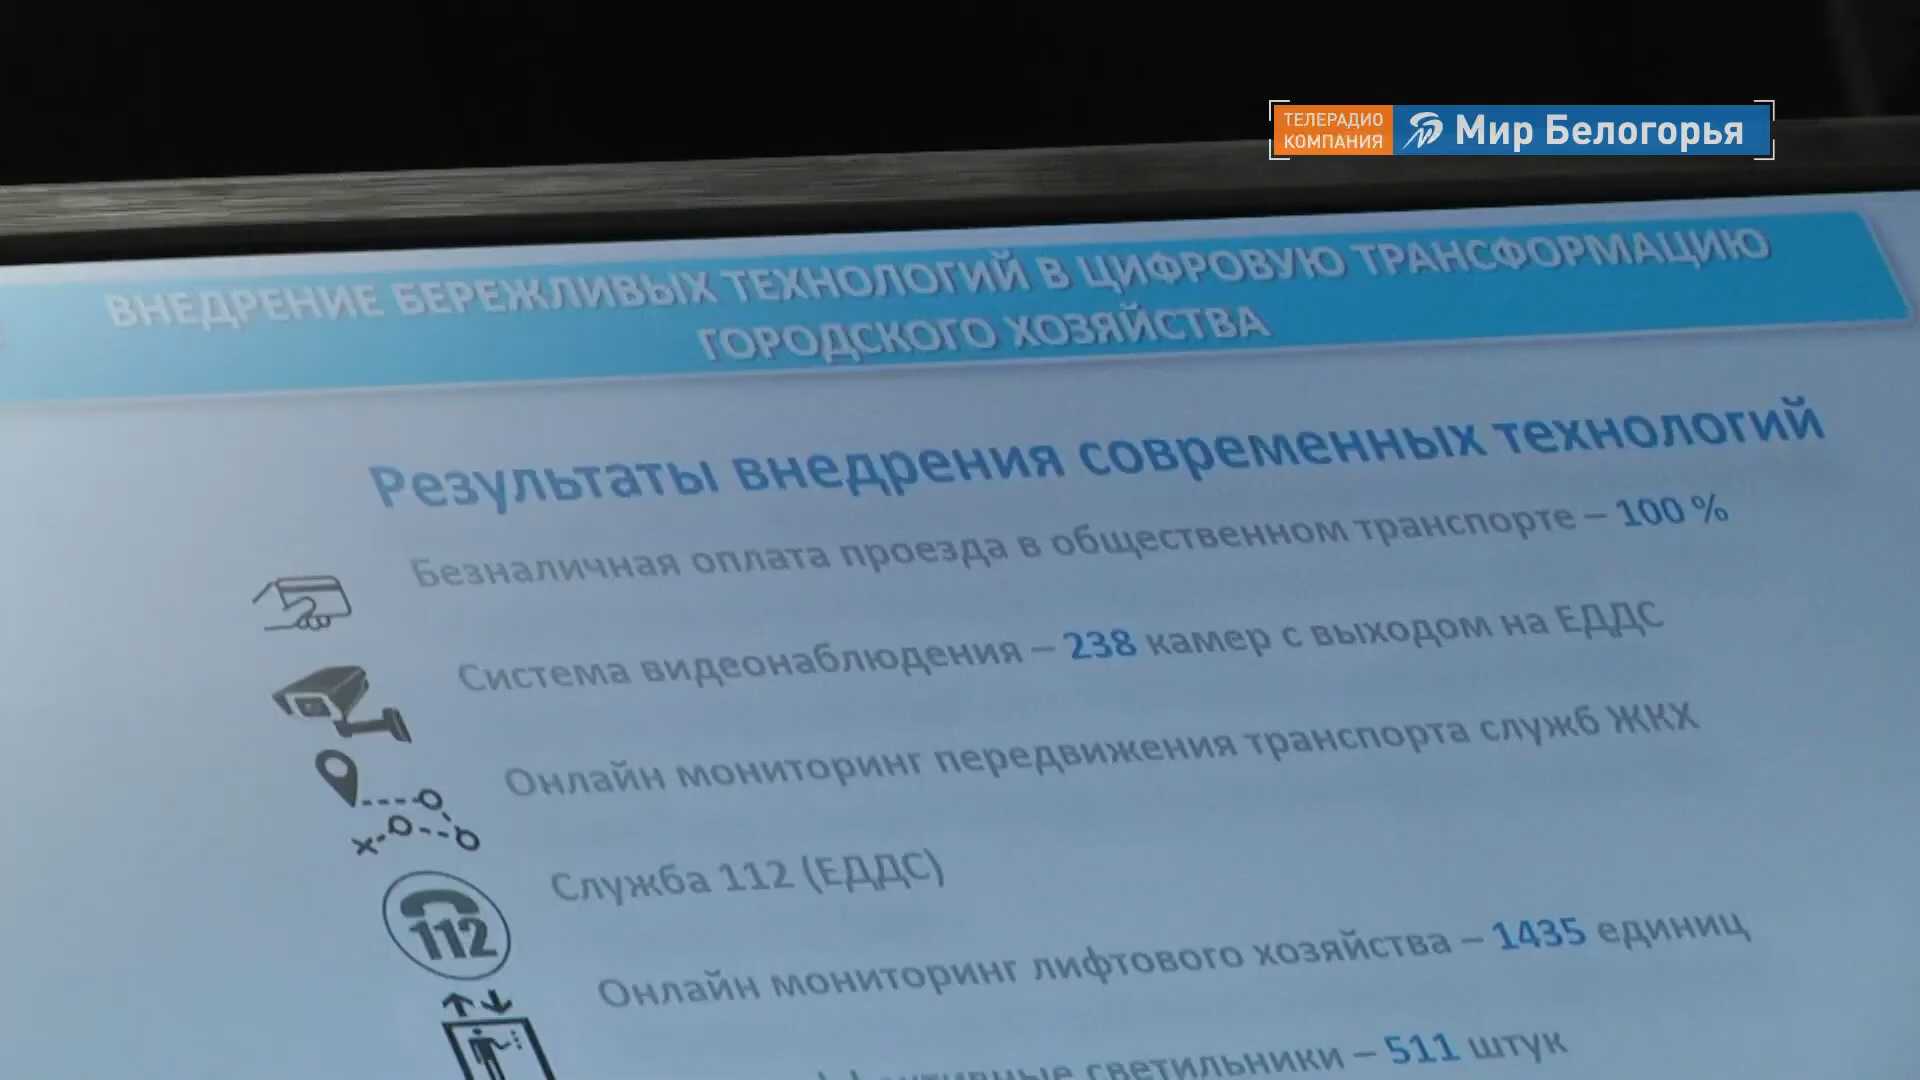 ТЕЛЕРАДИО
КОМПАНИЯ
Мир Белогорья
ВНЕДРЕНИЕ БЕРЕЖЛИВЫХ ТЕХНОЛОГИЙ В ЦИФРОВУЮ ТРАНСФОРМАЦИЮ
ГОРОДСКОГО ХОЗЯЙСТВА
Результаты внедрения современных технологий
Безналичная оплата проезда в общественном транспорте – 100 %
Система видеонаблюдения – 238 камер с выходом на ЕДДС
Онлайн мониторинг передвижения транспорта служб ЖКХ
Служба 112 (ЕДДС)
112
Онлайн мониторинг лифтового хозяйства – 1435 единиц
светильники – 511 штук